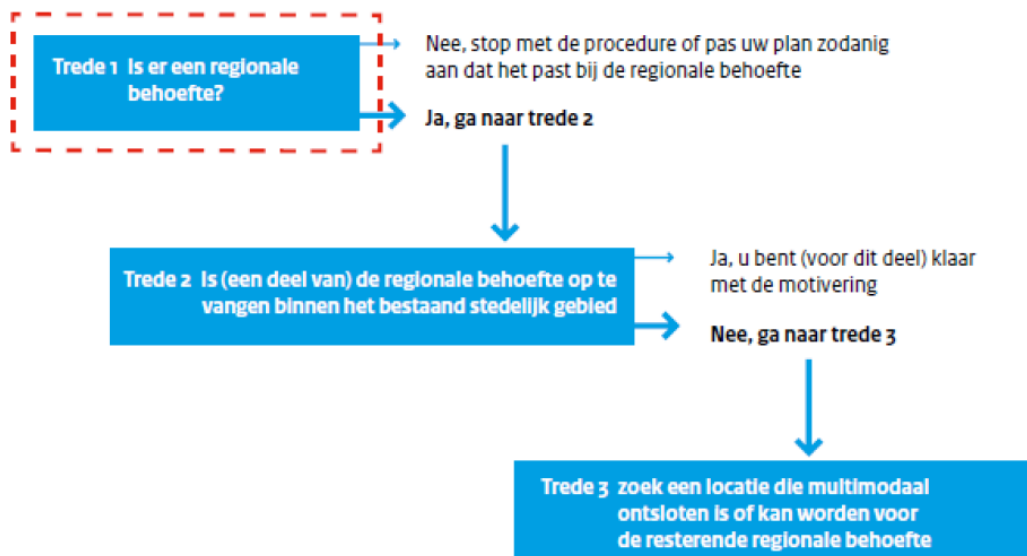 Trede 1 Is er een regionale
behoefte?
Nee, stop met de procedure of pas uw plan zodanig
aan dat het past bij de regionale behoefte
Ja, ga naar trede 2
Trede 2 Is (een deel van) de regionale behoefte op te
vangen binnen het bestaand stedelijk gebied
Ja, u bent (voor dit deel) klaar
met de motivering
Nee, ga naar trede 3
Trede 3 zoek een locatie die multimodaal
ontsloten is of kan worden voor
de resterende regionale behoefte